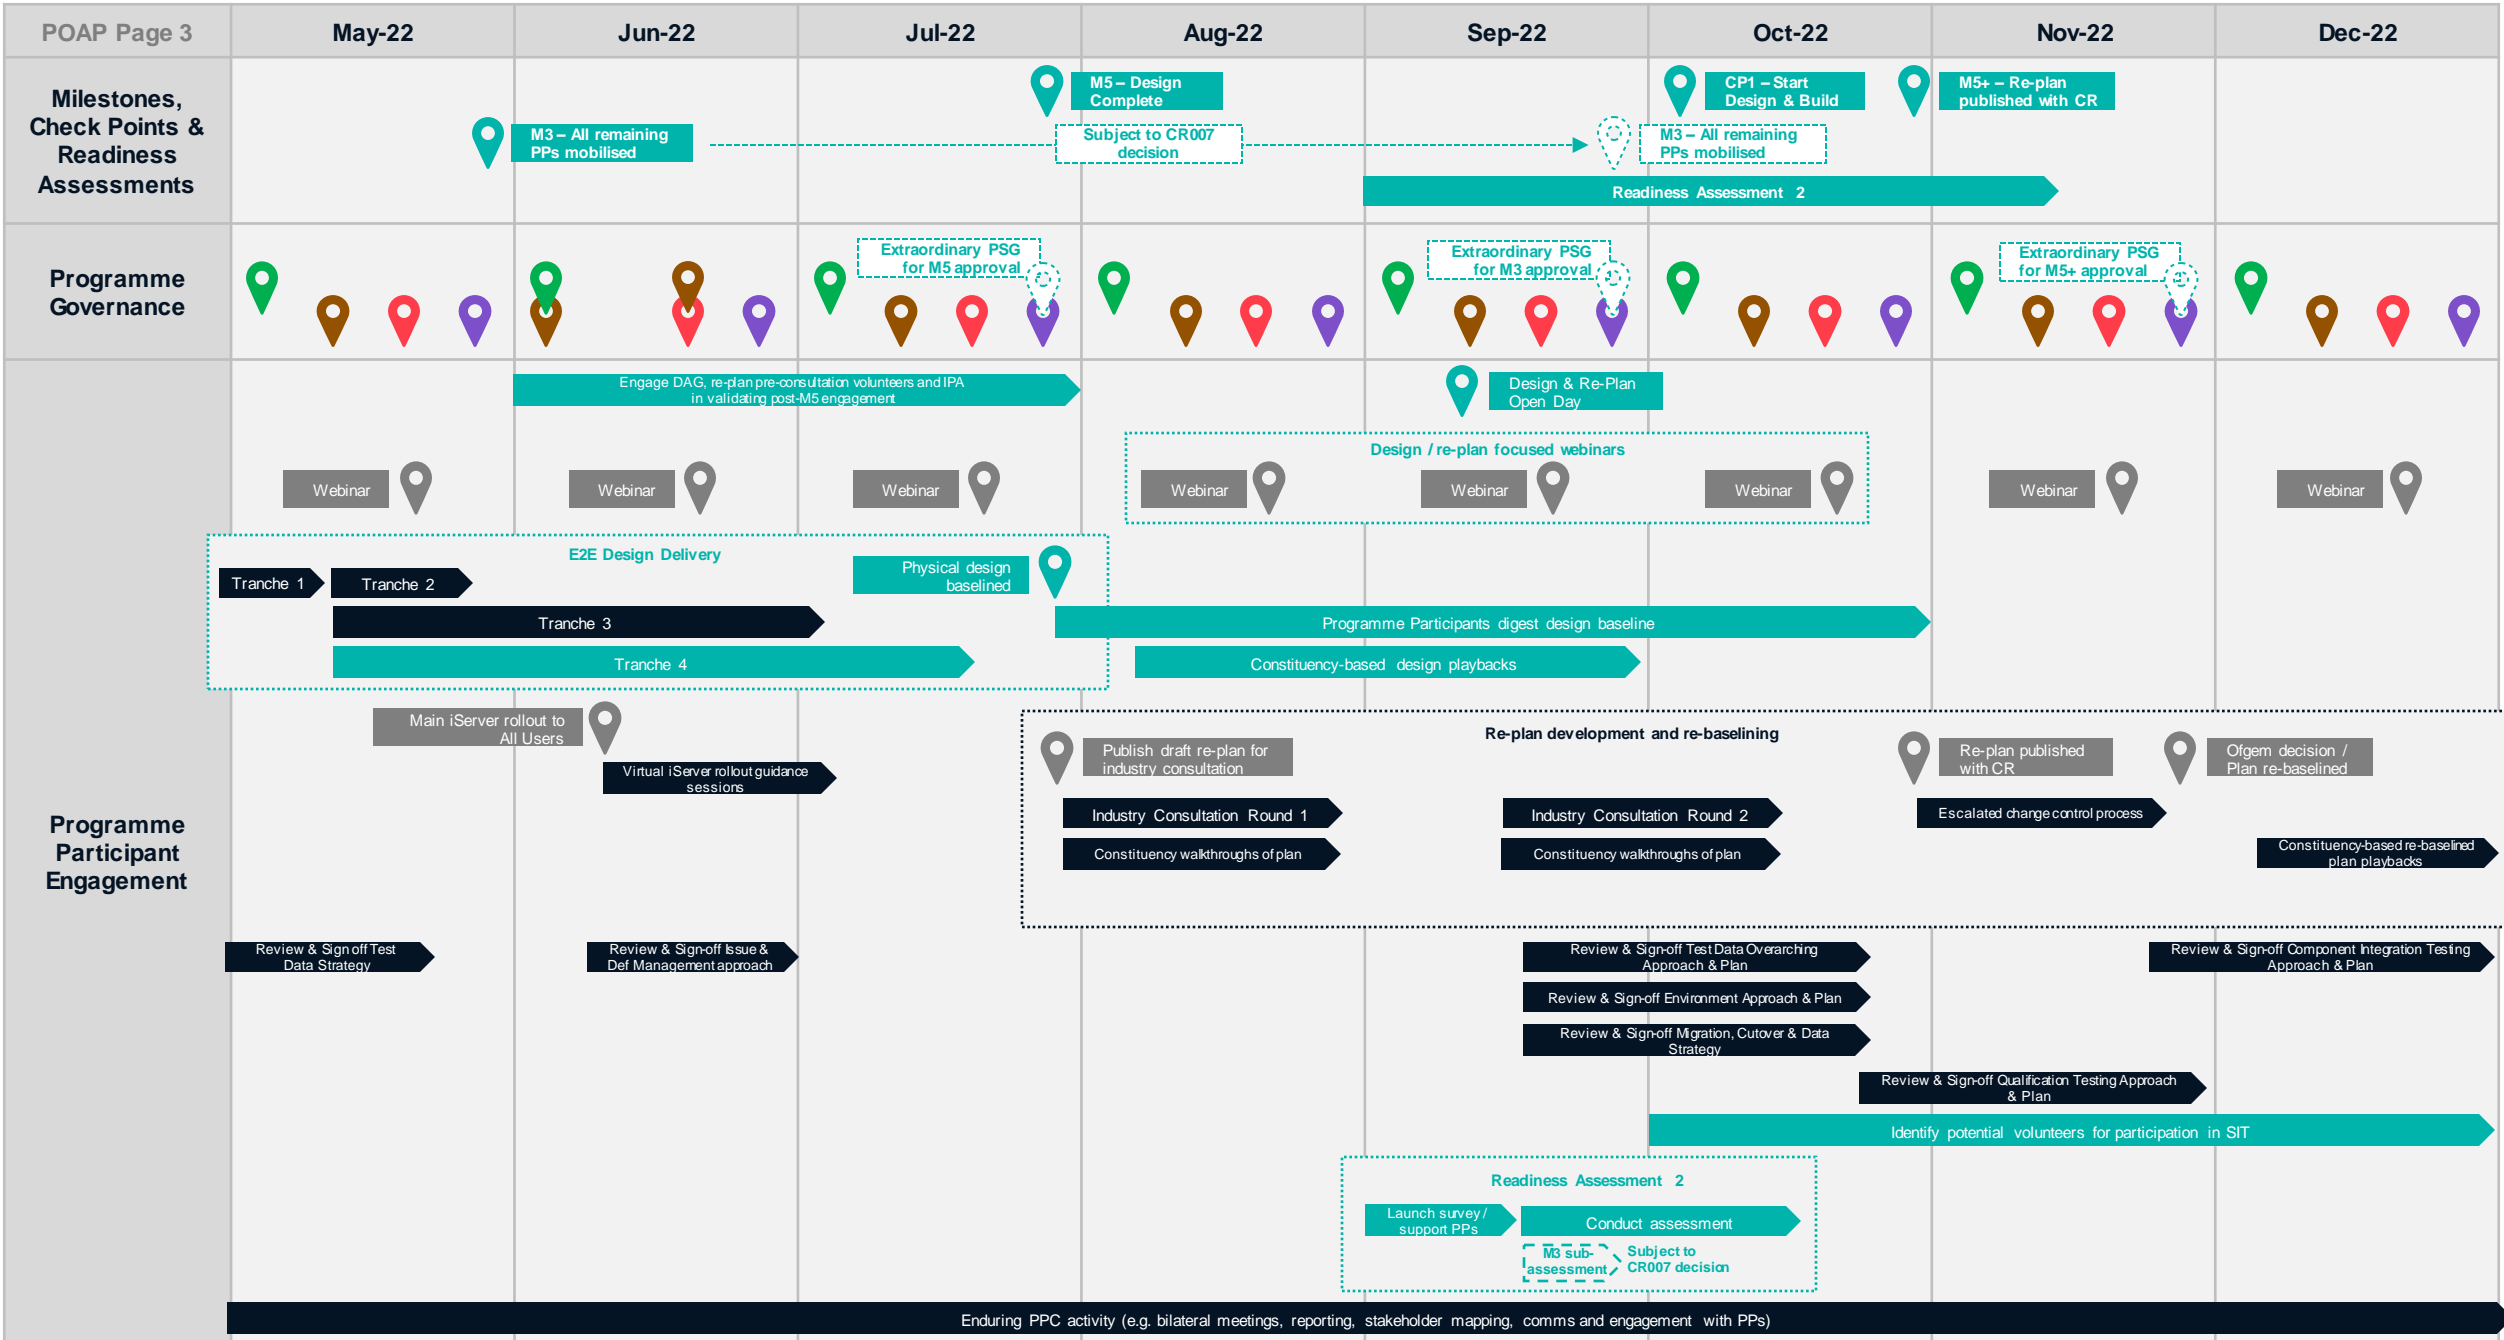 POAP Page 3
May-22
Jun-22
Jul-22
Aug-22
Sep-22
Oct-22
Nov-22
Dec-22
Milestones,
Check Points &
Readiness
Assessments
M5 – Design
Complete
CP1 – Start
Design & Build
M5+ – Re-plan
published with CR
M3 – All remaining
PPs mobilised
Subject to CR007
decision
M3 – All remaining
PPs mobilised
Readiness Assessment 2
Programme
Governance
Extraordinary PSG
for M5 approval
Extraordinary PSG
for M3 approval
Extraordinary PSG
for M5+ approval
Programme
Participant
Engagement
Engage DAG, re-plan pre-consultation volunteers and IPA
in validating post-M5 engagement
Design & Re-Plan
Open Day
Design / re-plan focused webinars
Webinar
Webinar
Webinar
Webinar
Webinar
Webinar
Webinar
Webinar
E2E Design Delivery
Tranche 1
Tranche 2
Physical design
baselined
Tranche 3
Programme Participants digest design baseline
Tranche 4
Constituency-based design playbacks
Main iServer rollout to
All Users
Virtual iServer rollout guidance
sessions
Re-plan development and re-baselining
Publish draft re-plan for
industry consultation
Re-plan published
with CR
Ofgem decision /
Plan re-baselined
Industry Consultation Round 1
Industry Consultation Round 2
Escalated change control process
Constituency walkthroughs of plan
Constituency walkthroughs of plan
Constituency-based re-baselined
plan playbacks
Review & Sign off Test
Data Strategy
Review & Sign-off Issue &
Def Management approach
Review & Sign-off Test Data Overarching
Approach & Plan
Review & Sign-off Component Integration Testing
Approach & Plan
Review & Sign-off Environment Approach & Plan
Review & Sign-off Migration, Cutover & Data
Strategy
Review & Sign-off Qualification Testing Approach
& Plan
Identify potential volunteers for participation in SIT
Readiness Assessment 2
Launch survey /
support PPs
Conduct assessment
M3 sub-
assessment
Subject to
CR007 decision
Enduring PPC activity (e.g. bilateral meetings, reporting, stakeholder mapping, comms and engagement with PPs)